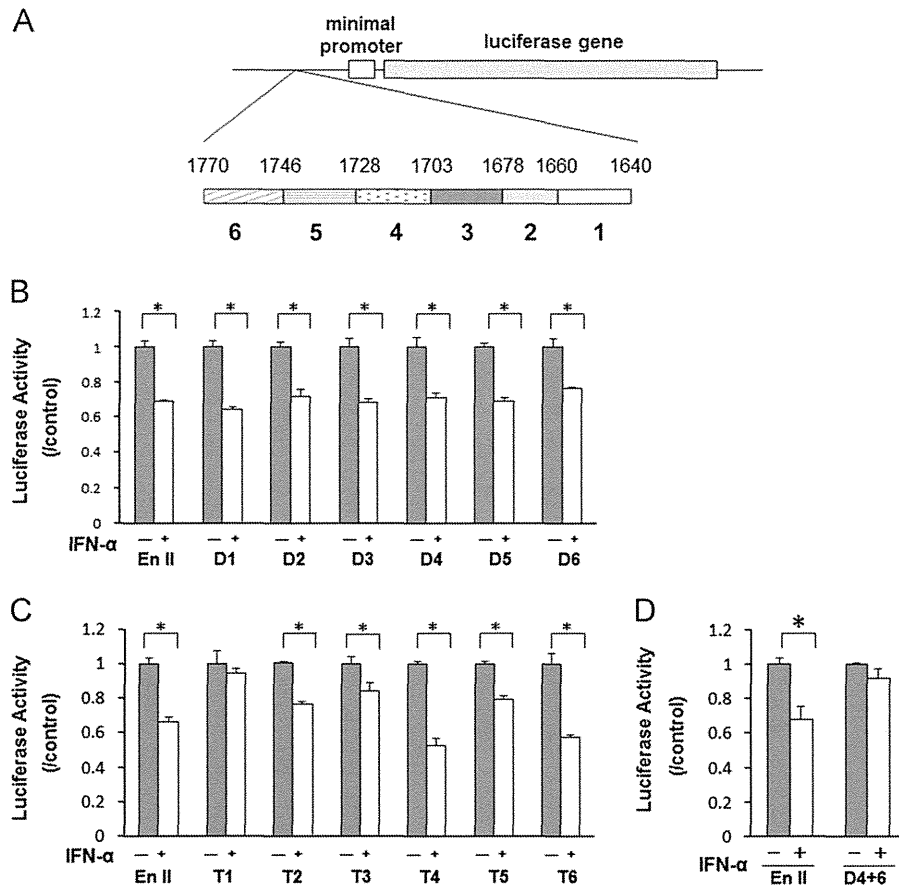 A
minimal
promoter
luciferase gene
1770 1746 1728 1703 1678 1660 1640
6 5 4 3 2 1
B
Luciferase Activity
(/control)
1.2
1
0.8
0.6
0.4
0.2
0
* * * * * * *
IFN-α
— + — + — + — + — + — + — +
En II D1 D2 D3 D4 D5 D6
C
Luciferase Activity
(/control)
1.2
1
0.8
0.6
0.4
0.2
0
* * * * * *
IFN-α
— + — + — + — + — + — + — +
En II T1 T2 T3 T4 T5 T6
D
Luciferase Activity
(/control)
1.2
1
0.8
0.6
0.4
0.2
0
*
IFN-α
— + — +
En II D4+6